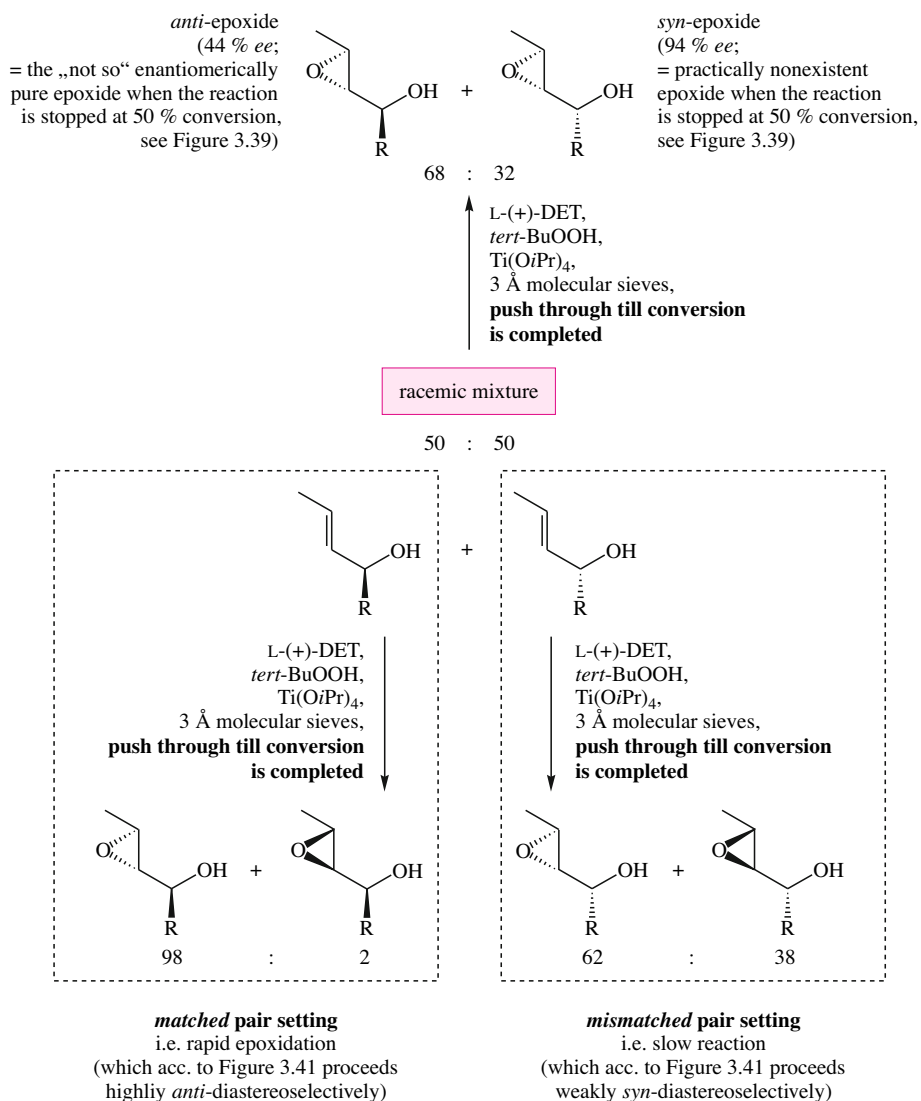 anti-epoxide
(44 % ee;
= the „not so“ enantiomerically
pure epoxide when the reaction
is stopped at 50 % conversion,
see Figure 3.39)
O
OH
R
+
O
OH
R
syn-epoxide
(94 % ee;
= practically nonexistent
epoxide when the reaction
is stopped at 50 % conversion,
see Figure 3.39)
68 : 32
L-(+)-DET,
tert-BuOOH,
Ti(OiPr)4,
3 Å molecular sieves,
push through till conversion
is completed
racemic mixture
50 : 50
OH
R
+
OH
R
L-(+)-DET,
tert-BuOOH,
Ti(OiPr)4,
3 Å molecular sieves,
push through till conversion
is completed
L-(+)-DET,
tert-BuOOH,
Ti(OiPr)4,
3 Å molecular sieves,
push through till conversion
is completed
O
OH
R
+
O
OH
R
98 : 2
O
OH
R
+
O
OH
R
62 : 38
matched pair setting
i.e. rapid epoxidation
(which acc. to Figure 3.41 proceeds
highliy anti-diastereoselectively)
mismatched pair setting
i.e. slow reaction
(which acc. to Figure 3.41 proceeds
weakly syn-diastereoselectively)